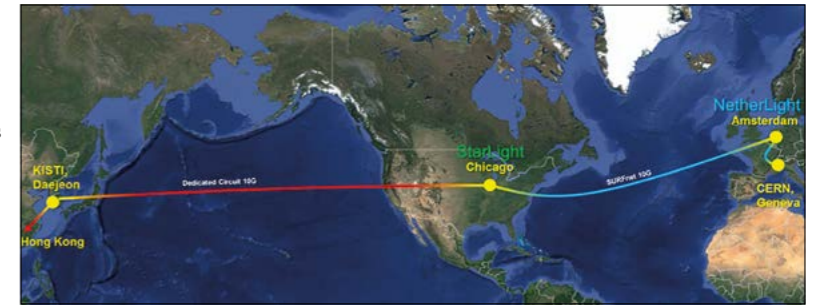 NetherLight
Amsterdam
StarLight
Chicago
KISTI,
Daejeon
Dedicated Circuit 10G
SURFnet 10G
CERN,
Geneva
Hong Kong